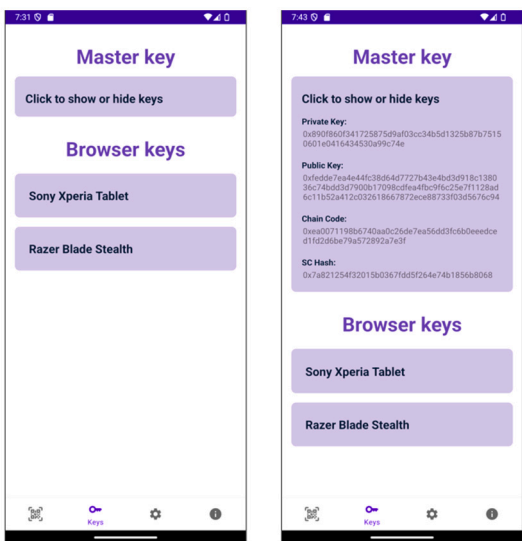 7:31
Master key
Click to show or hide keys
Browser keys
Sony Xperia Tablet
Razer Blade Stealth
Keys
7:43
Master key
Click to show or hide keys
Private Key:
0x890f860f341725875d9af03cc34b5d1325b87b7515
0601e0416434530a99c74e
Public Key:
0xfedde7ea4e44fc38d64d7727b43e4bd3d918c1380
36c74bdd3d7900b17098cdfea4fbc9f6c25e7f1128ad
6c11b52a412c032618667872ece88733f03d5676c94
Chain Code:
0xea0071198b6740aa0c26de7ea56dd3fc6b0eeedce
d1fd2d6be79a572892a7e3f
SC Hash:
0x7a821254f32015b0367fdd5f264e74b1856b8068
Browser keys
Sony Xperia Tablet
Razer Blade Stealth
Keys